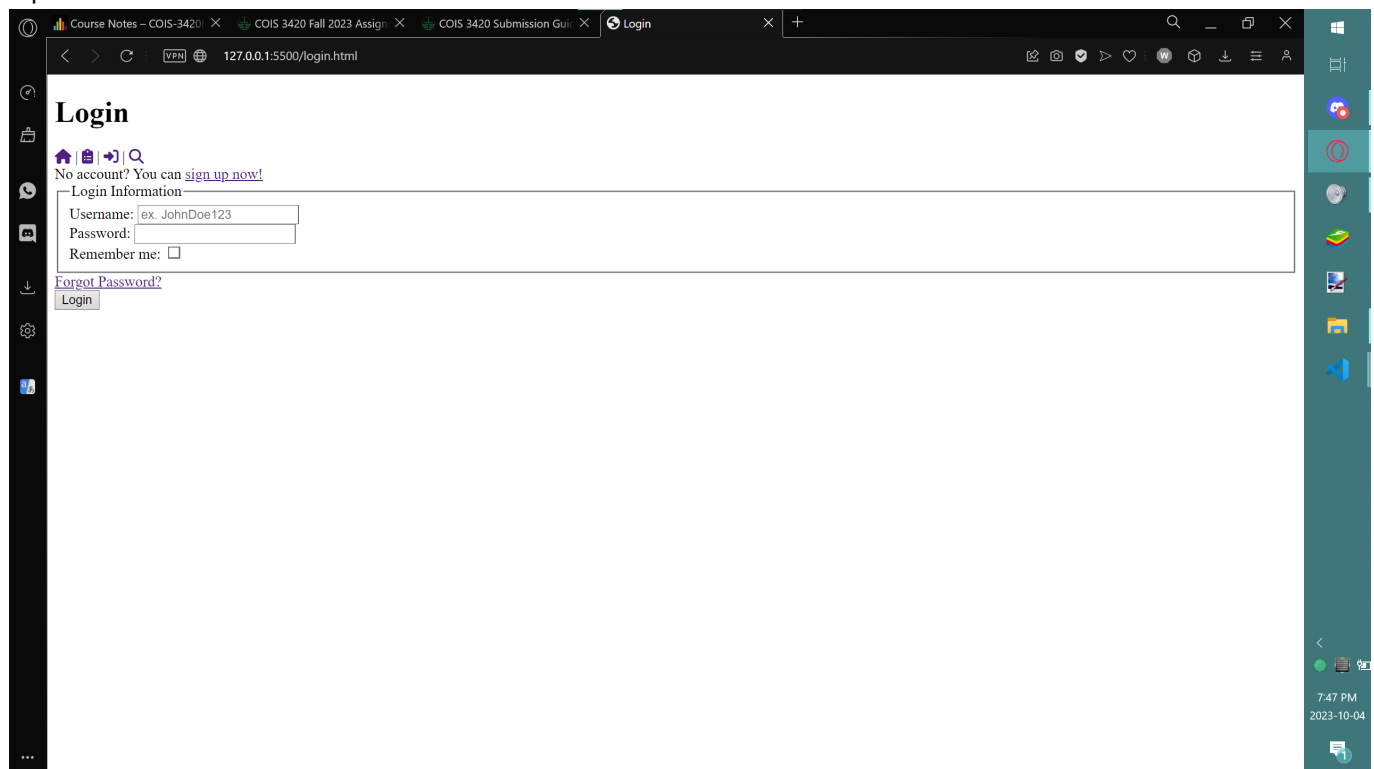 Course Notes – COIS-3420
COIS 3420 Fall 2023 Assign
COIS 3420 Submission Guid
Login
VPN
127.0.0.1:5500/login.html
W
Login
| | |
No account? You can sign up now!
Login Information
Username: ex. JohnDoe123
Password:
Remember me:
Forgot Password?
Login
7:47 PM
2023-10-04
1